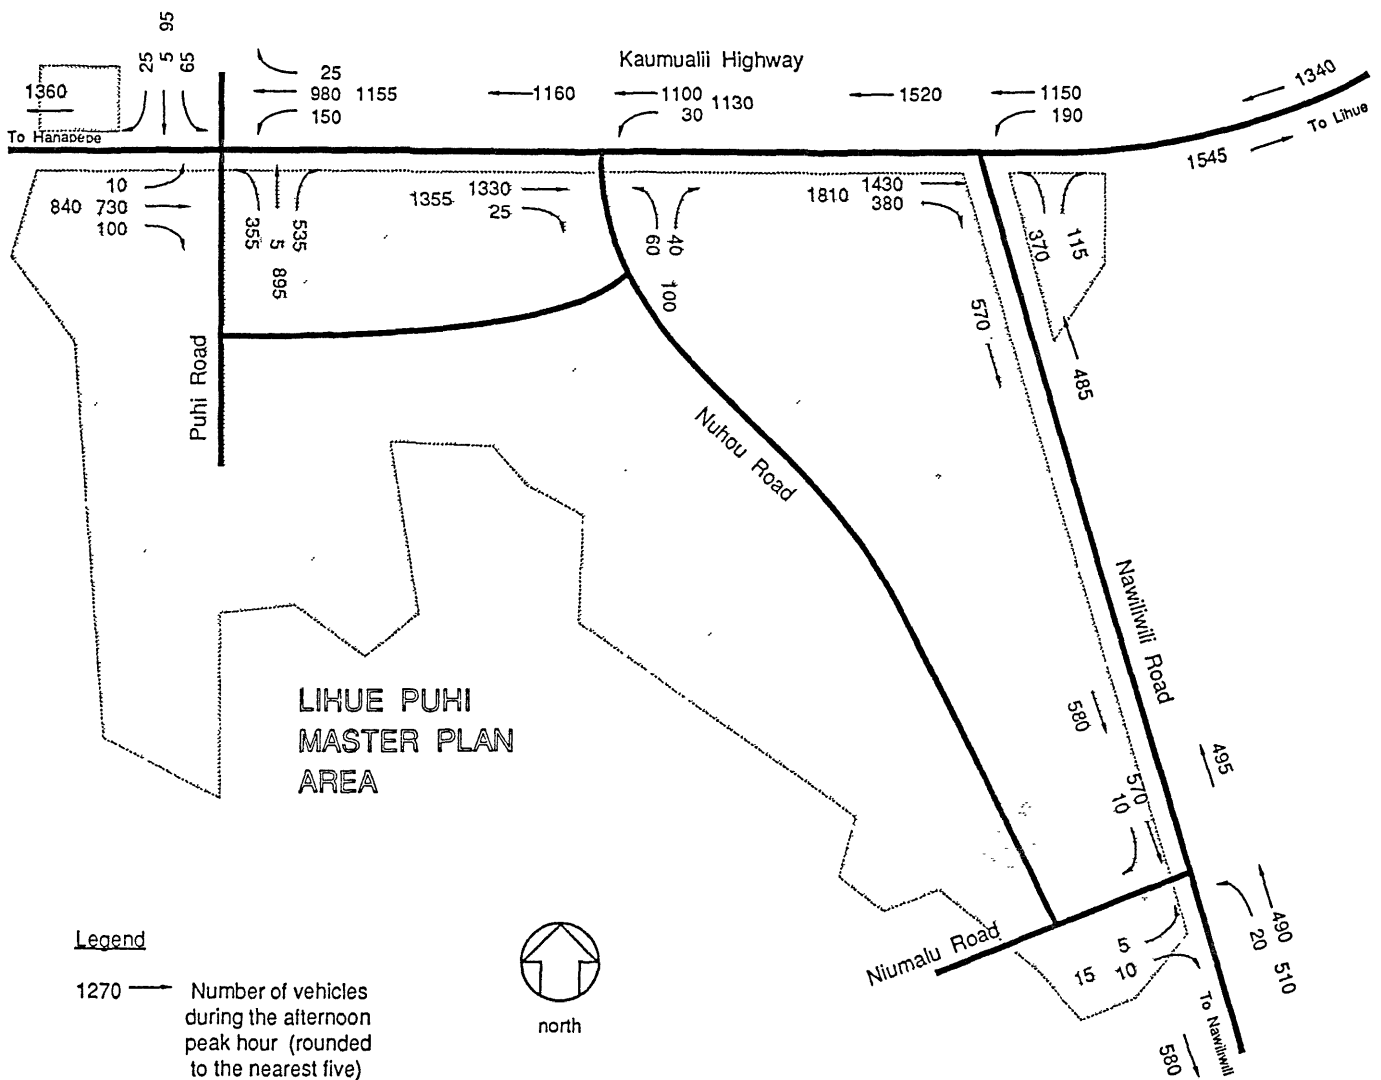 Kaumualii Highway
95
25 5 65
1360
To Hanapepe
25
980 1155
150
1160
1100
30 1130
1520
1150
190
1340
To Lihue
1545
10
840 730
100
355 5 535
895
1355 1330
25
60 40
100
1810 1430
380
370 115
570
485
Puhi Road
Nuhou Road
Nawiliwili Road
LIHUE PUHI
MASTER PLAN
AREA
580
495
570
10
490
20
510
Niumalu Road
5
15 10
To Nawiliwili
580
Legend
1270 Number of vehicles
during the afternoon
peak hour (rounded
to the nearest five)
north